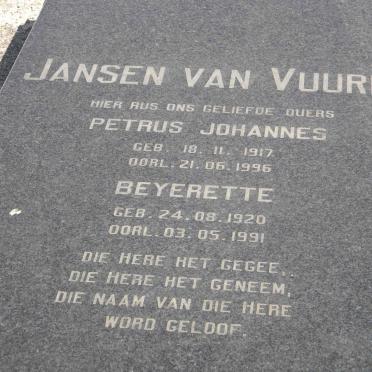 JANSEN VAN VUUR
HIER RUS ONS GELIEFDE OUERS
PETRUS JOHANNES
GEB. 18. 11. 1917
OORL. 21.06.1996
BEYERETTE
GEB. 24.08.1920
OORL. 03.05.1991
DIE HERE HET GEGEE..
DIE HERE HET GENEEM,
DIE NAAM VAN DIE HERE
WORD GELOOF.